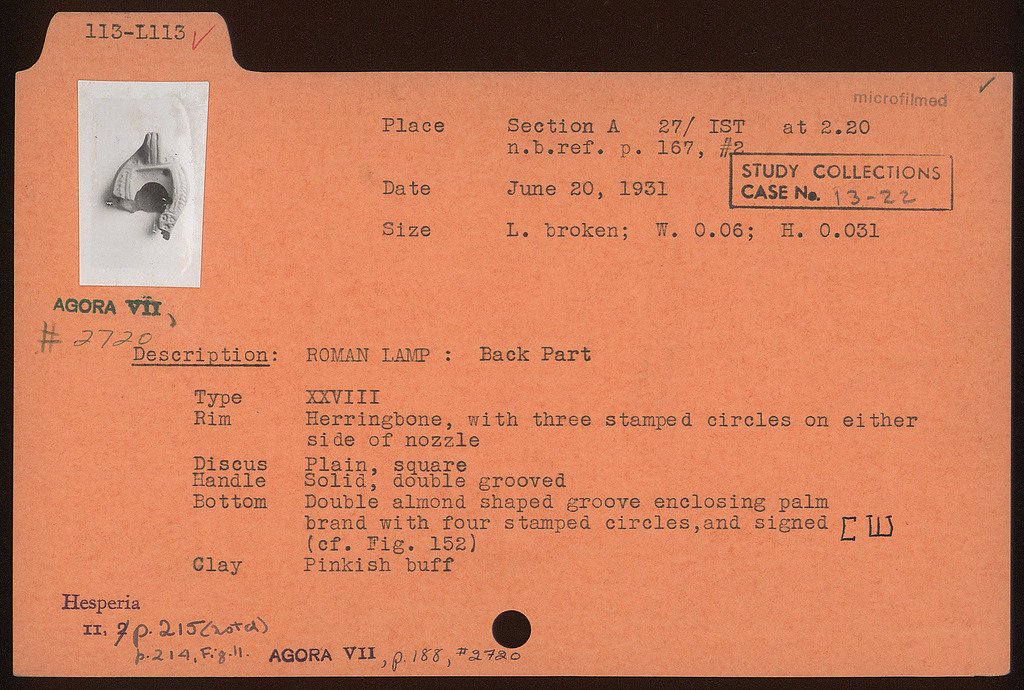 113-L113
microfilmed
Place Section A 27/ IST at 2.20
n.b.ref. p. 167, #2
STUDY COLLECTIONS
CASE No. 13-22
Date June 20, 1931
Size L. broken; W. 0.06; H. 0.031
AGORA VII,
# 2720
Description: ROMAN LAMP : Back Part
Type XXVIII
Rim Herringbone, with three stamped circles on either
side of nozzle
Discus Plain, square
Handle Solid, double grooved
Bottom Double almond shaped groove enclosing palm
brand with four stamped circles,and signed
(cf. Fig. 152)
Clay Pinkish buff
Hesperia
II, p. 215
p. 214, Fig. 11. AGORA VII, p. 188, #2720